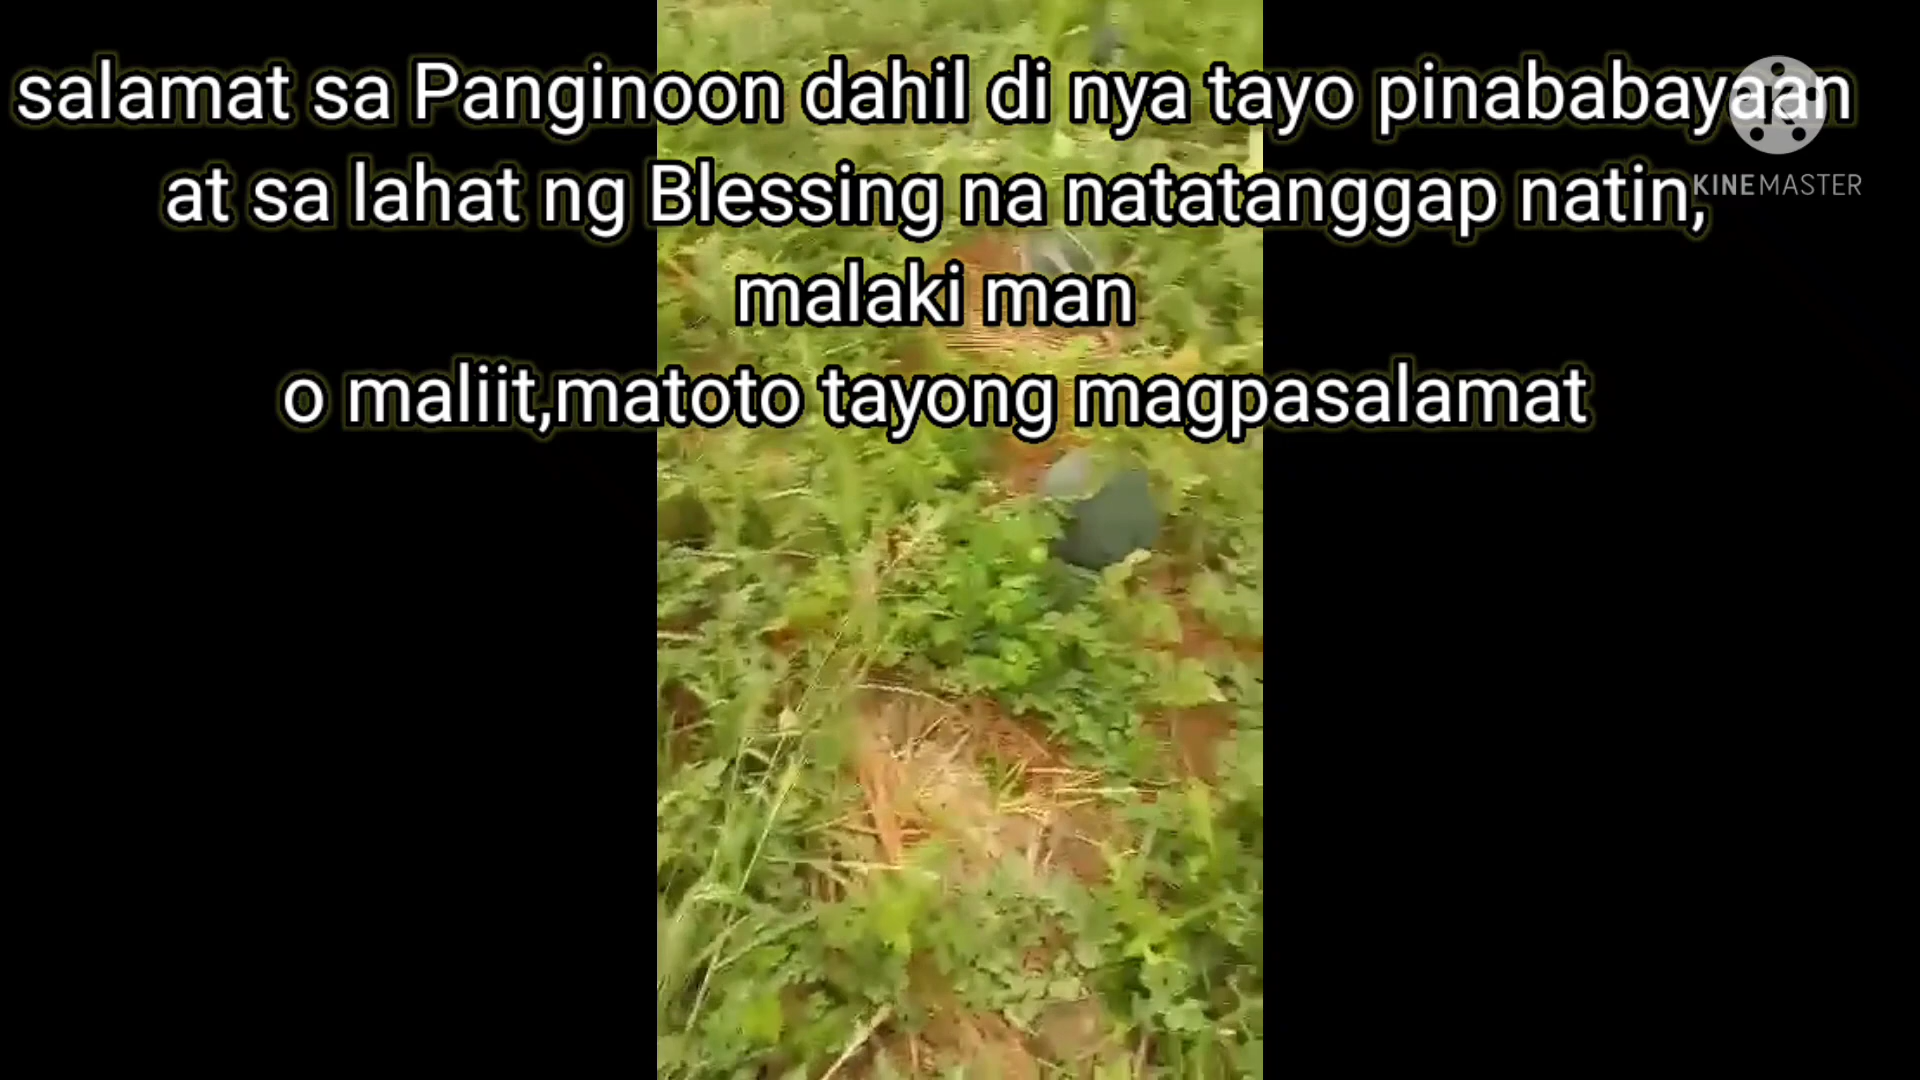 salamat sa Panginoon dahil di nya tayo pinababayaan
at sa lahat ng Blessing na natatanggap natin,
malaki man
o maliit,matoto tayong magpasalamat
KINEMASTER